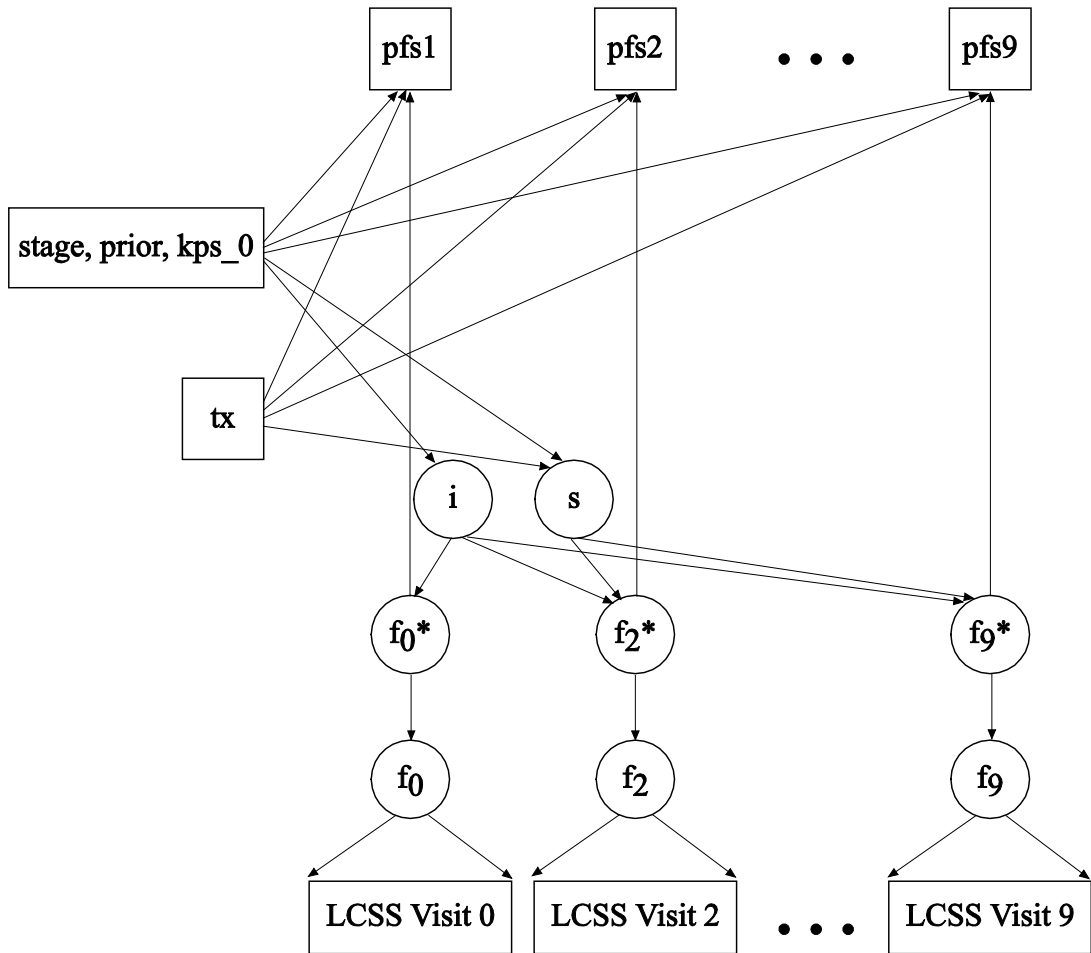 pfs1 pfs2 • • • pfs9
stage, prior, kps_0
tx
i s
f0* f2* f9*
f0 f2 f9
LCSS Visit 0 LCSS Visit 2 • • • LCSS Visit 9